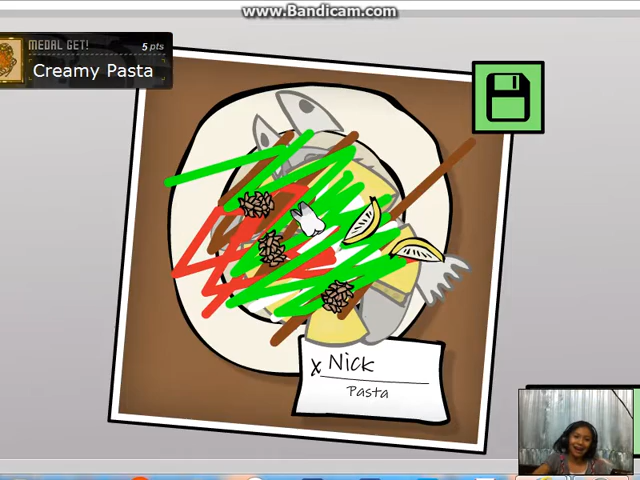 www.Bandicam.com
MEDAL GET! 5 pts
Creamy Pasta
x Nick
Pasta